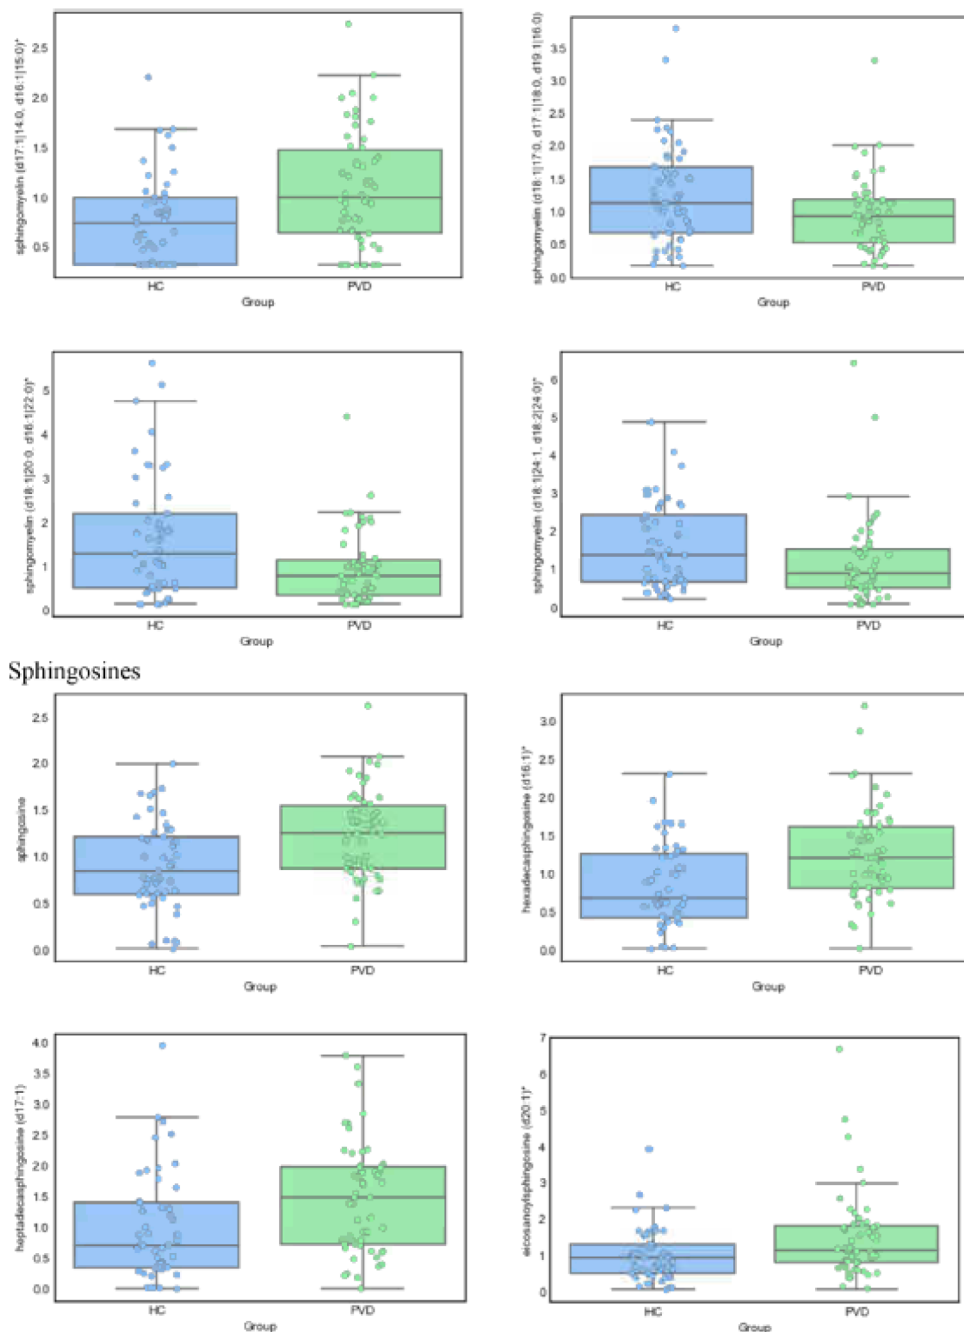 sphingomyelin (d17:1|14:0, d16:1|15:0)*
2.5
2.0
1.5
1.0
0.5
HC PVD
Group
sphingomyelin (d18:1|17:0, d17:1|18:0, d19:1|16:0)
3.5
3.0
2.5
2.0
1.5
1.0
0.5
0.0
HC PVD
Group
sphingomyelin (d18:1|20:0, d16:1|22:0)*
5
4
3
2
1
0
HC PVD
Group
sphingomyelin (d18:1|24:1, d18:2|24:0)*
6
5
4
3
2
1
0
HC PVD
Group
Sphingosines
sphingosine
2.5
2.0
1.5
1.0
0.5
0.0
HC PVD
Group
hexadecasphingosine (d16:1)*
3.0
2.5
2.0
1.5
1.0
0.5
0.0
HC PVD
Group
heptadecasphingosine (d17:1)
4.0
3.5
3.0
2.5
2.0
1.5
1.0
0.5
0.0
HC PVD
Group
eicosanoylsphingosine (d20:1)*
7
6
5
4
3
2
1
0
HC PVD
Group